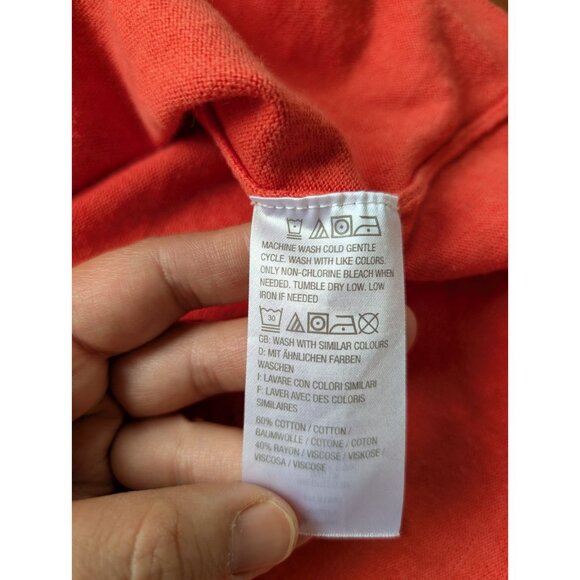 MACHINE WASH COLD GENTLE
CYCLE. WASH WITH LIKE COLORS.
ONLY NON-CHLORINE BLEACH WHEN
NEEDED. TUMBLE DRY LOW. LOW
IRON IF NEEDED
30
GB: WASH WITH SIMILAR COLOURS
D: MIT ÄHNLICHEN FARBEN
WASCHEN
I: LAVARE CON COLORI SIMILARI
F: LAVER AVEC DES COLORIS
SIMILAIRES
60% COTTON / COTTON /
BAUMWOLLE / COTONE / COTON
40% RAYON / VISCOSE / VISKOSE /
VISCOSA / VISCOSE